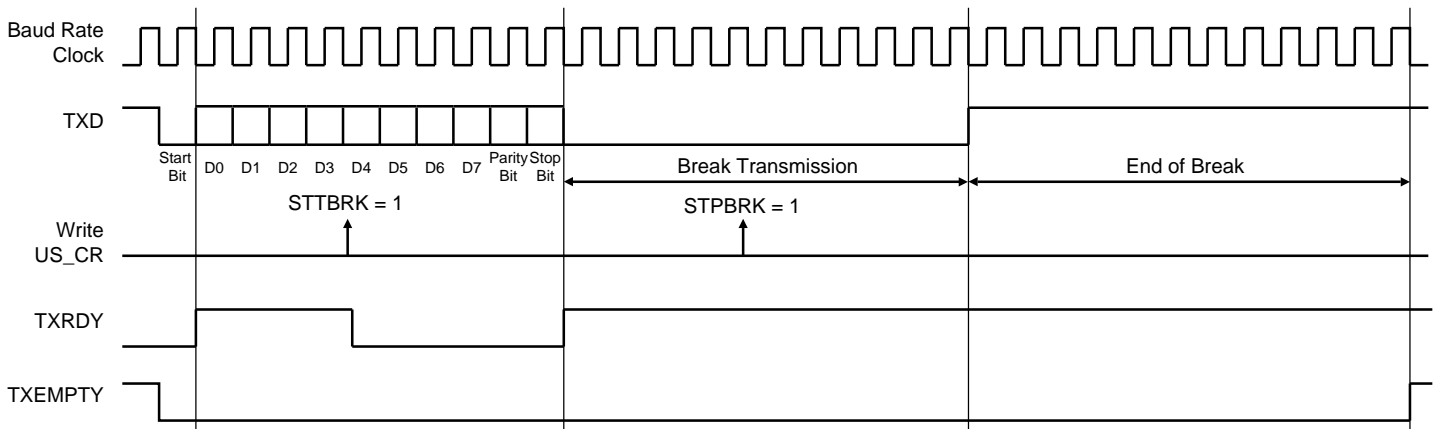 Baud Rate
Clock
TXD
Start
Bit
D0 D1 D2 D3 D4 D5 D6 D7
Parity
Bit
Stop
Bit
Break Transmission
End of Break
STTBRK = 1
STPBRK = 1
Write
US_CR
TXRDY
TXEMPTY